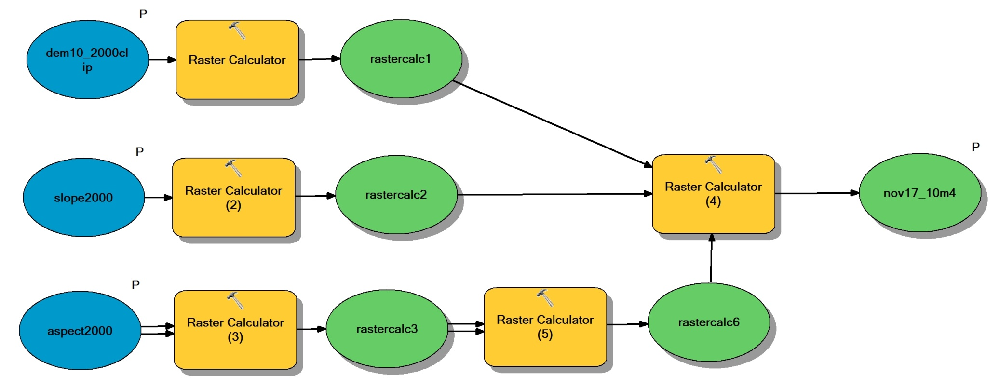 P
dem10_2000cl
ip
Raster Calculator
rastercalc1
P
slope2000
Raster Calculator
(2)
rastercalc2
Raster Calculator
(4)
P
nov17_10m4
P
aspect2000
Raster Calculator
(3)
rastercalc3
Raster Calculator
(5)
rastercalc6